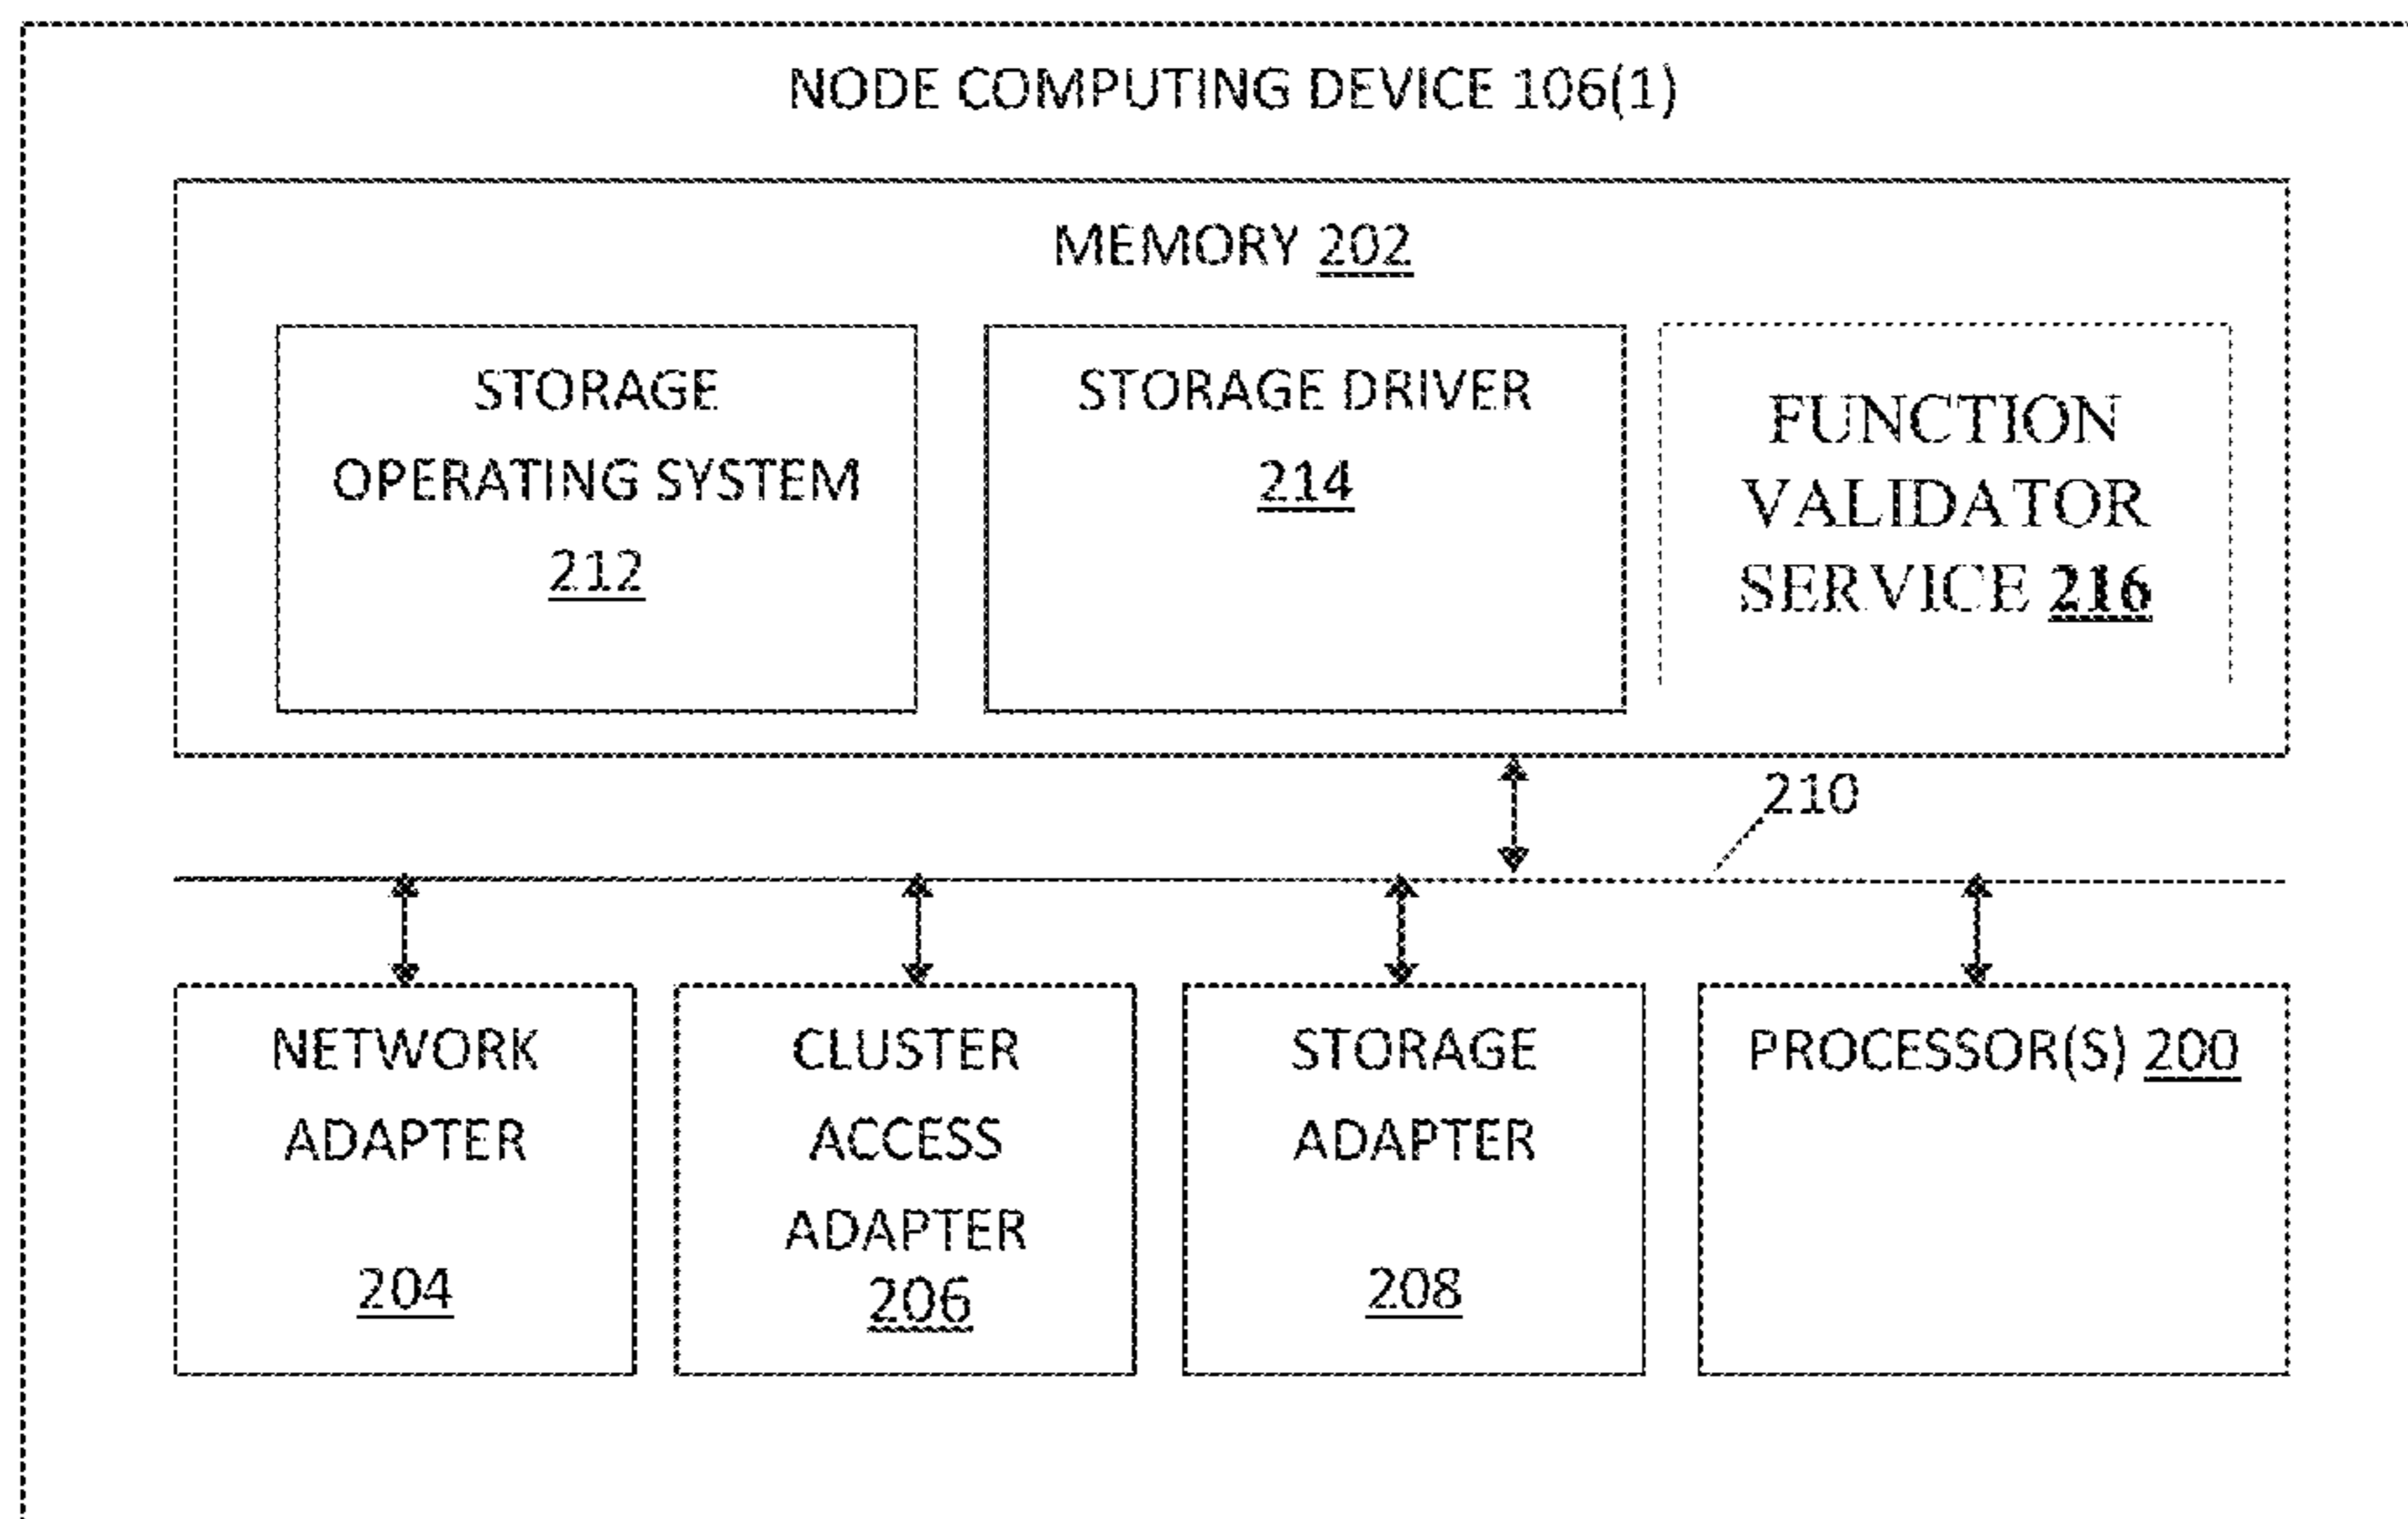 NODE COMPUTING DEVICE 106(1)
MEMORY 202
STORAGE
OPERATING SYSTEM
212
STORAGE DRIVER
214
FUNCTION
VALIDATOR
SERVICE 216
210
NETWORK
ADAPTER
204
CLUSTER
ACCESS
ADAPTER
206
STORAGE
ADAPTER
208
PROCESSOR(S) 200